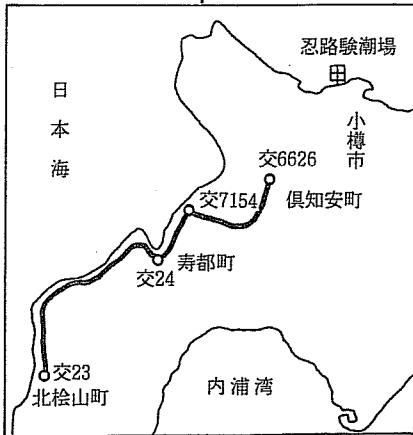 忍路験潮場
日本海
小樽市
交6626
倶知安町
交7154
寿都町
交24
交23
北桧山町
内浦湾